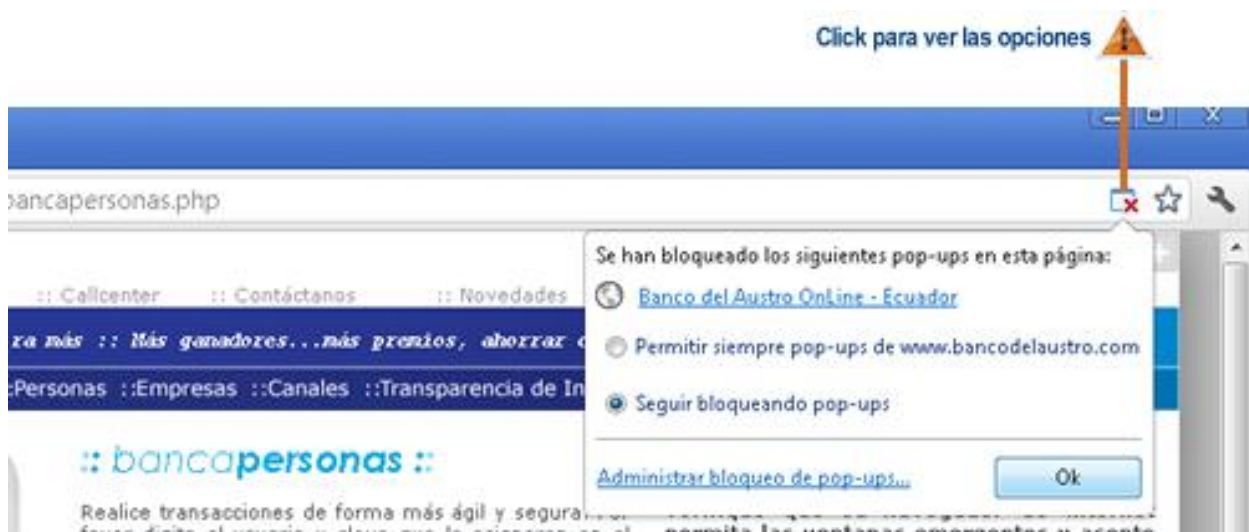 Click para ver las opciones
bancapersonas.php
Se han bloqueado los siguientes pop-ups en esta página:
:: Callcenter :: Contáctanos :: Novedades
Banco del Austro OnLine - Ecuador
ra más :: Más ganadores...más premios, ahorrar
Permitir siempre pop-ups de www.bancodelaustro.com
::Personas ::Empresas ::Canales ::Transparencia de In
Seguir bloqueando pop-ups
:: bancapersonas ::
Administrar bloqueo de pop-ups...
Ok
Realice transacciones de forma más ágil y segura
permita las ventanas emergentes y acepte